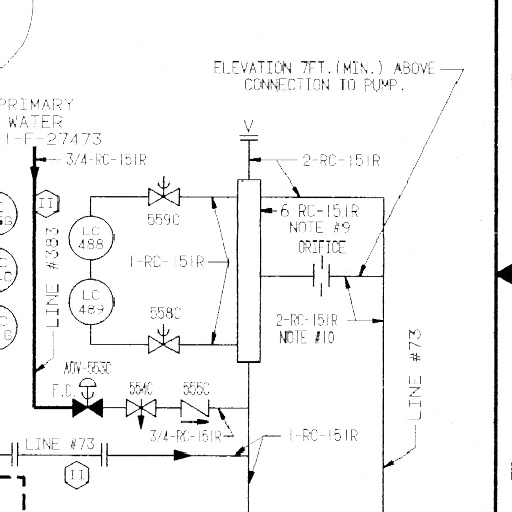 ELEVATION 7FT.(MIN.) ABOVE
CONNECTION TO PUMP.
PRIMARY
WATER
1-F-27473
V
3/4-RC-151R
2-RC-151R
II
559C
6 RC-151R
NOTE #9
ORIFICE
LC
488
LINE #383
1-RC-151R
LC
489
558C
2-RC-151R
NOTE #10
LINE #73
AOV-553C
F.C.
554C
555C
3/4-RC-151R
1-RC-151R
LINE #73
II